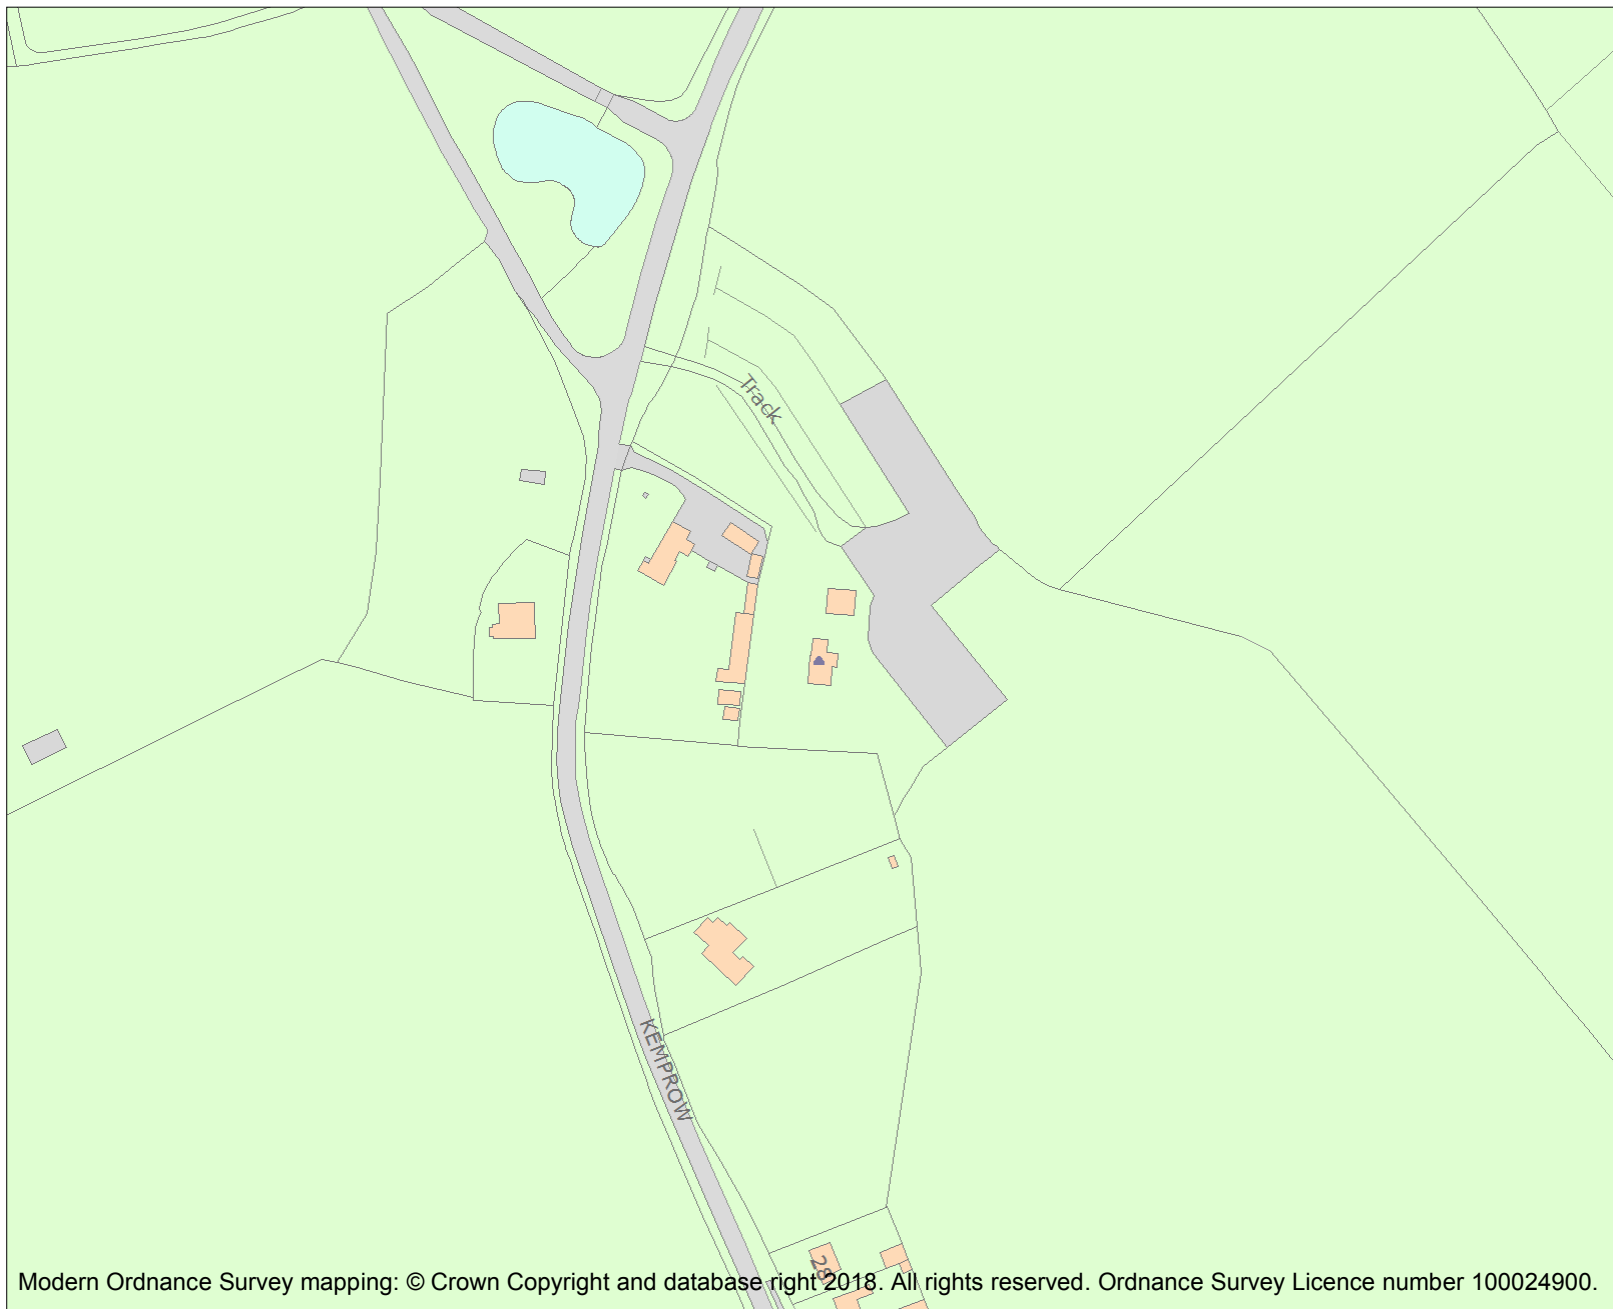 Track
KEMPROW
28
Modern Ordnance Survey mapping: © Crown Copyright and database right 2018. All rights reserved. Ordnance Survey Licence number 100024900.